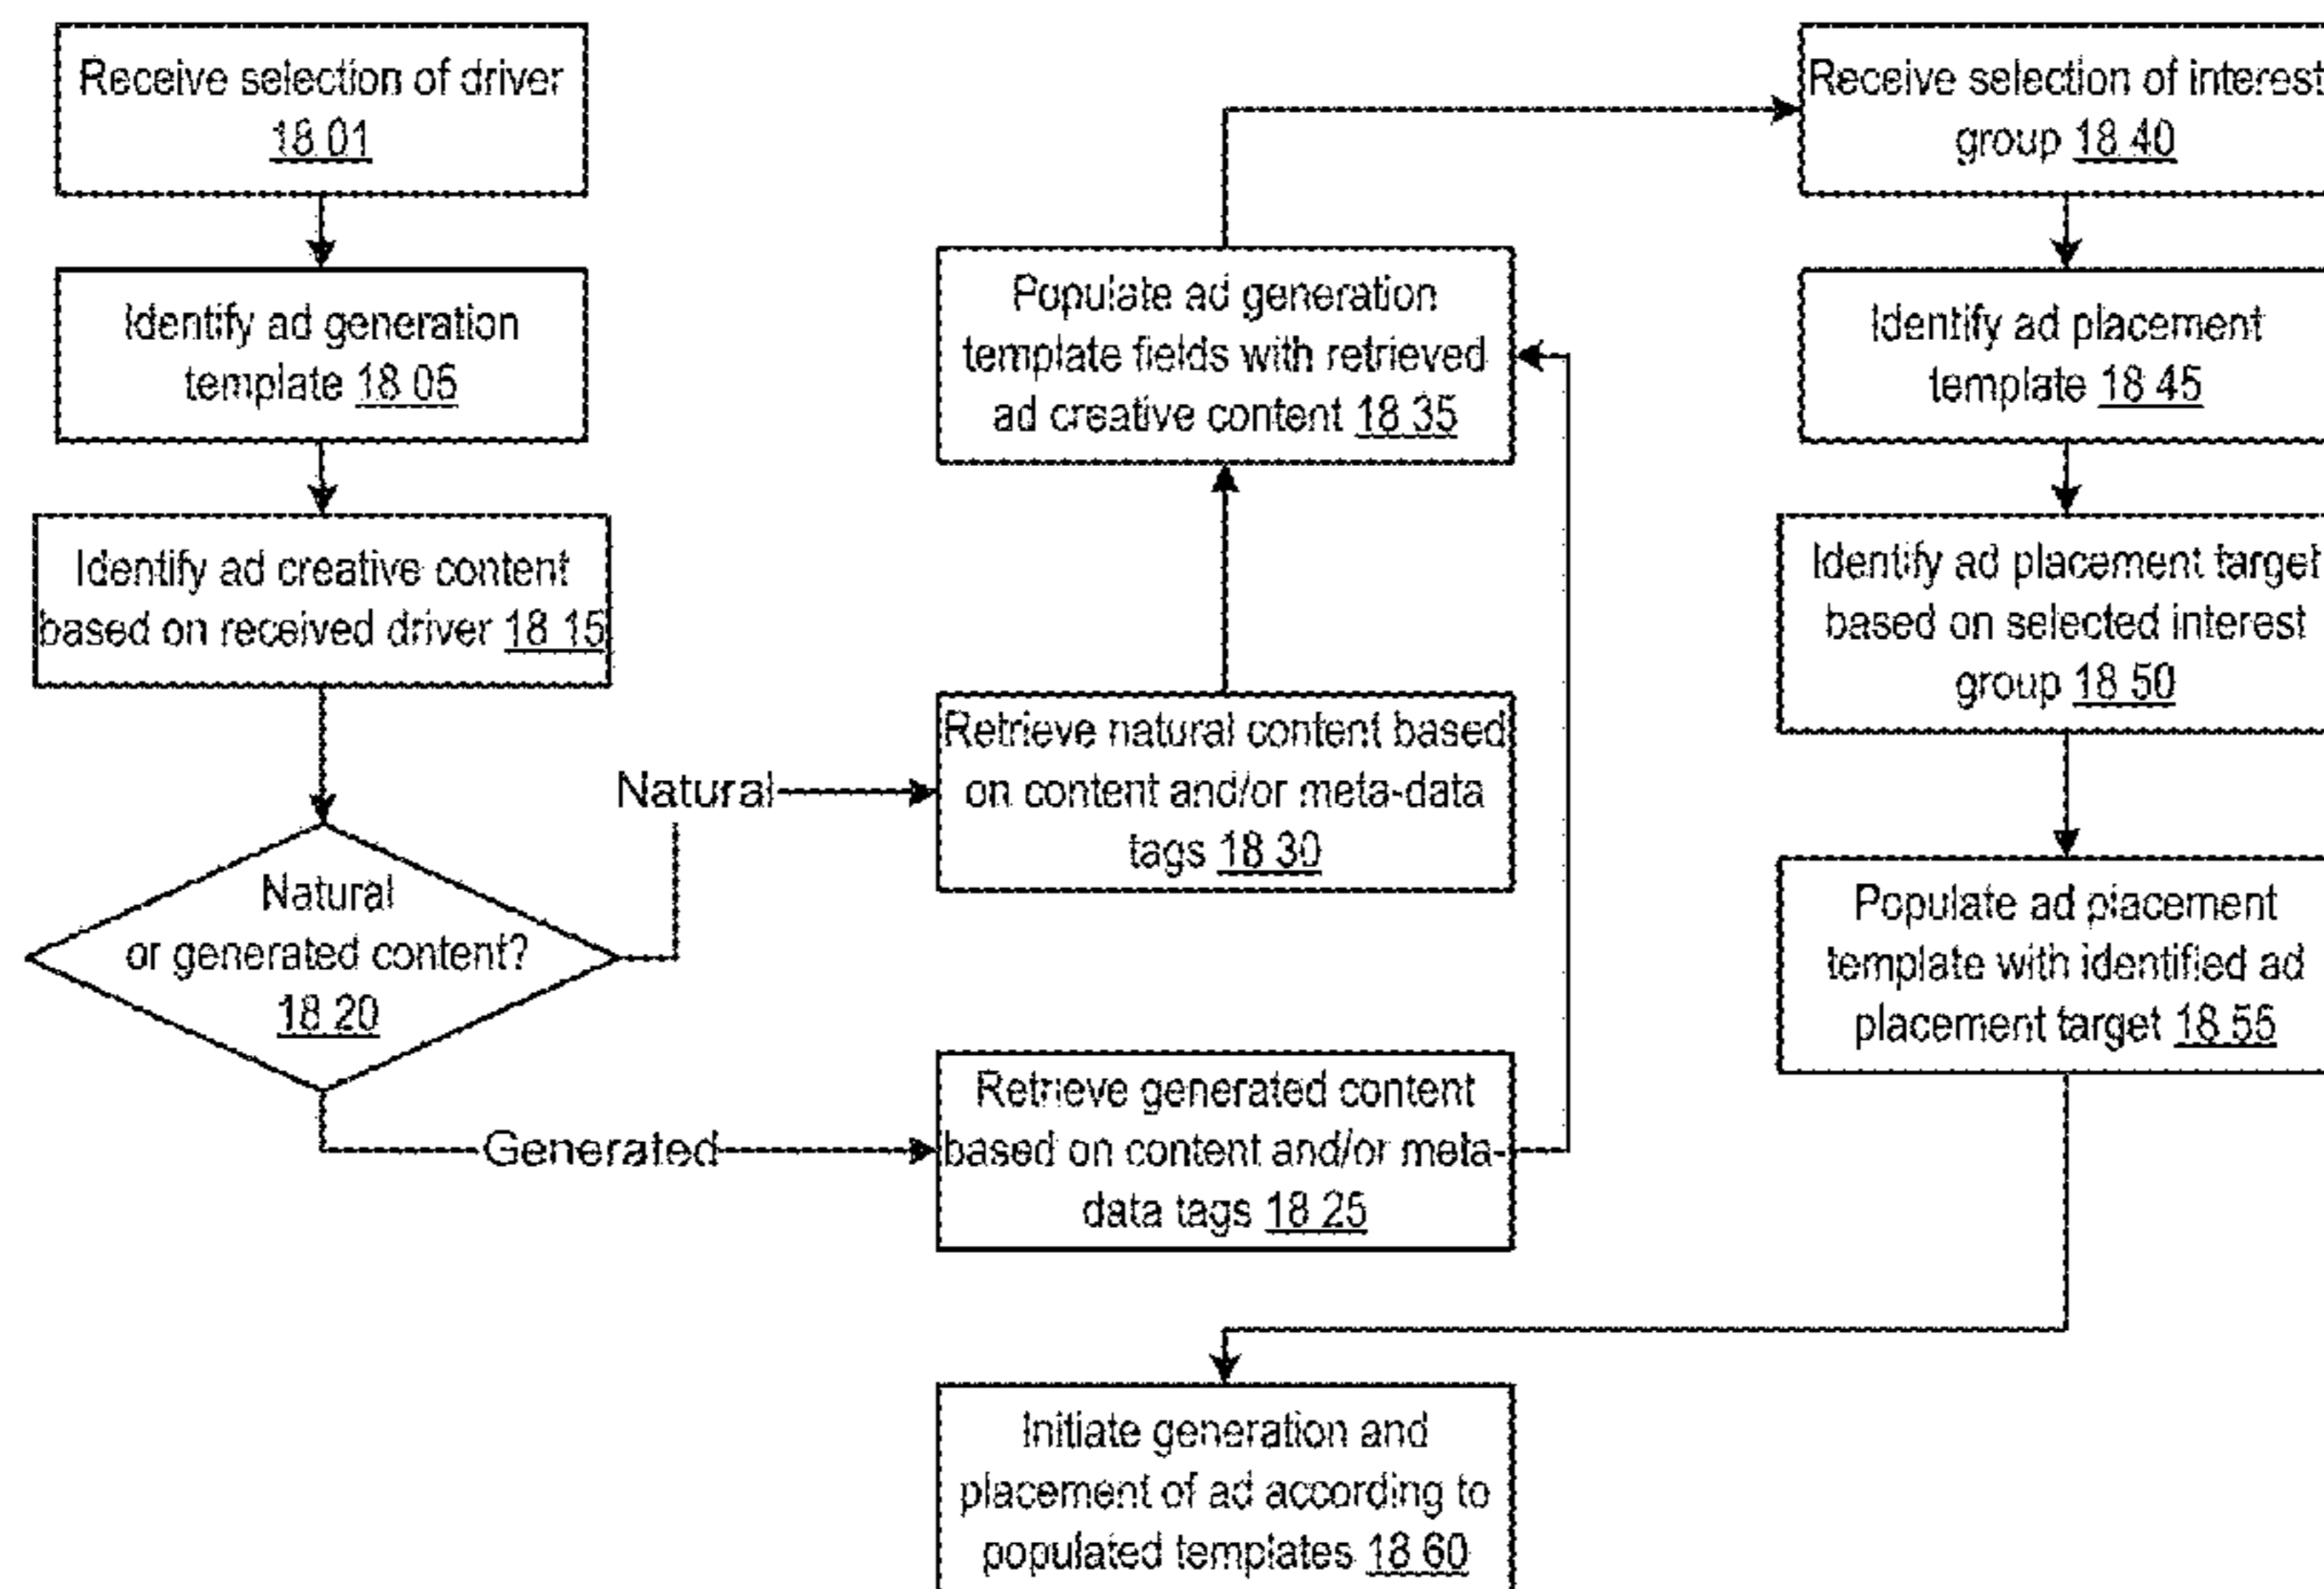 Receive selection of driver
18.01
Identify ad generation
template 18.05
Identify ad creative content
based on received driver 18.15
Natural
or generated content?
18.20
Natural
Generated
Retrieve natural content based
on content and/or meta-data
tags 18.30
Retrieve generated content
based on content and/or meta-
data tags 18.25
Populate ad generation
template fields with retrieved
ad creative content 18.35
Receive selection of interest
group 18.40
Identify ad placement
template 18.45
Identify ad placement target
based on selected interest
group 18.50
Populate ad placement
template with identified ad
placement target 18.55
Initiate generation and
placement of ad according to
populated templates 18.60